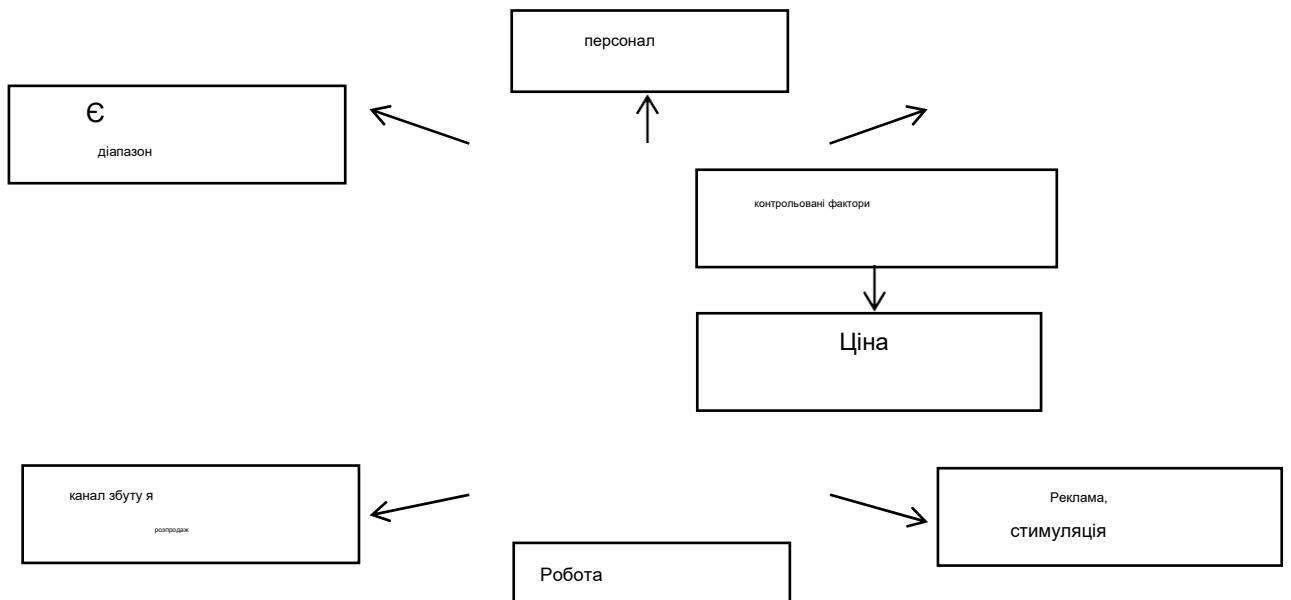 персонал
Є
діапазон
контрольовані фактори
Ціна
канал збуту я
розпродаж
Реклама,
стимуляція
Робота